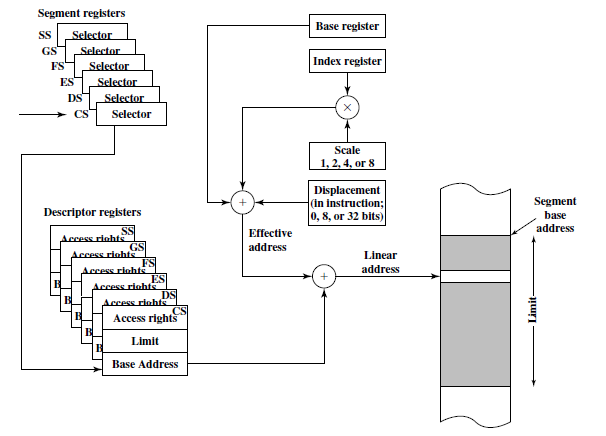 Segment registers
SS Selector
GS Selector
FS Selector
ES Selector
DS Selector
CS Selector
Base register
Index register
×
Scale
1, 2, 4, or 8
Displacement
(in instruction;
0, 8, or 32 bits)
+
Effective
address
+
Linear
address
Segment
base
address
Limit
Descriptor registers
SS
Access rights
GS
Access rights
FS
Access rights
ES
Access rights
DS
Access rights
CS
Access rights
Limit
Base Address
B
B
B
B
B